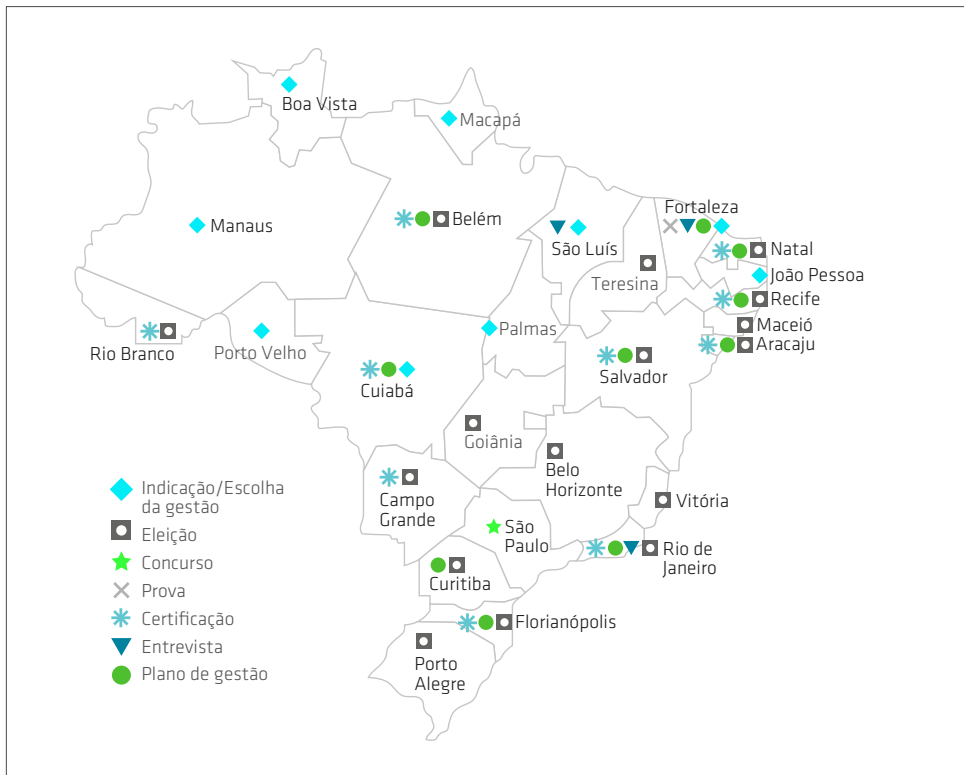 Boa Vista
Macapá
Manaus
Belém
São Luís
Fortaleza
Teresina
Natal
João Pessoa
Recife
Maceió
Aracaju
Rio Branco
Porto Velho
Palmas
Cuiabá
Salvador
Goiânia
Belo
Horizonte
Campo
Grande
São
Paulo
Vitória
Rio de
Janeiro
Curitiba
Florianópolis
Porto
Alegre
Indicação/Escolha
da gestão
Eleição
Concurso
Prova
Certificação
Entrevista
Plano de gestão